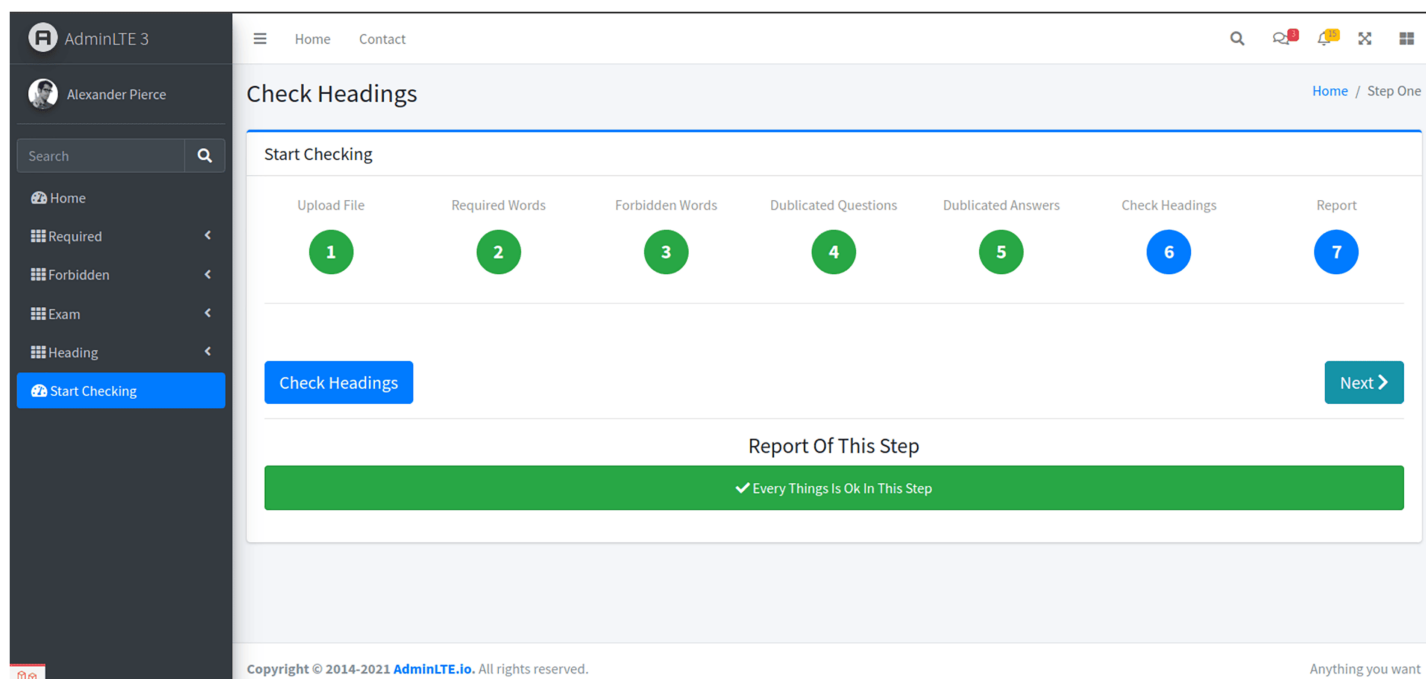 AdminLTE 3
Home Contact
3
15
Alexander Pierce
Check Headings
Home / Step One
Search
Start Checking
Home
Required
Forbidden
Exam
Heading
Start Checking
Upload File
Required Words
Forbidden Words
Dublicated Questions
Dublicated Answers
Check Headings
Report
1
2
3
4
5
6
7
Check Headings
Next
Report Of This Step
Every Things Is Ok In This Step
Copyright © 2014-2021 AdminLTE.io. All rights reserved.
Anything you want